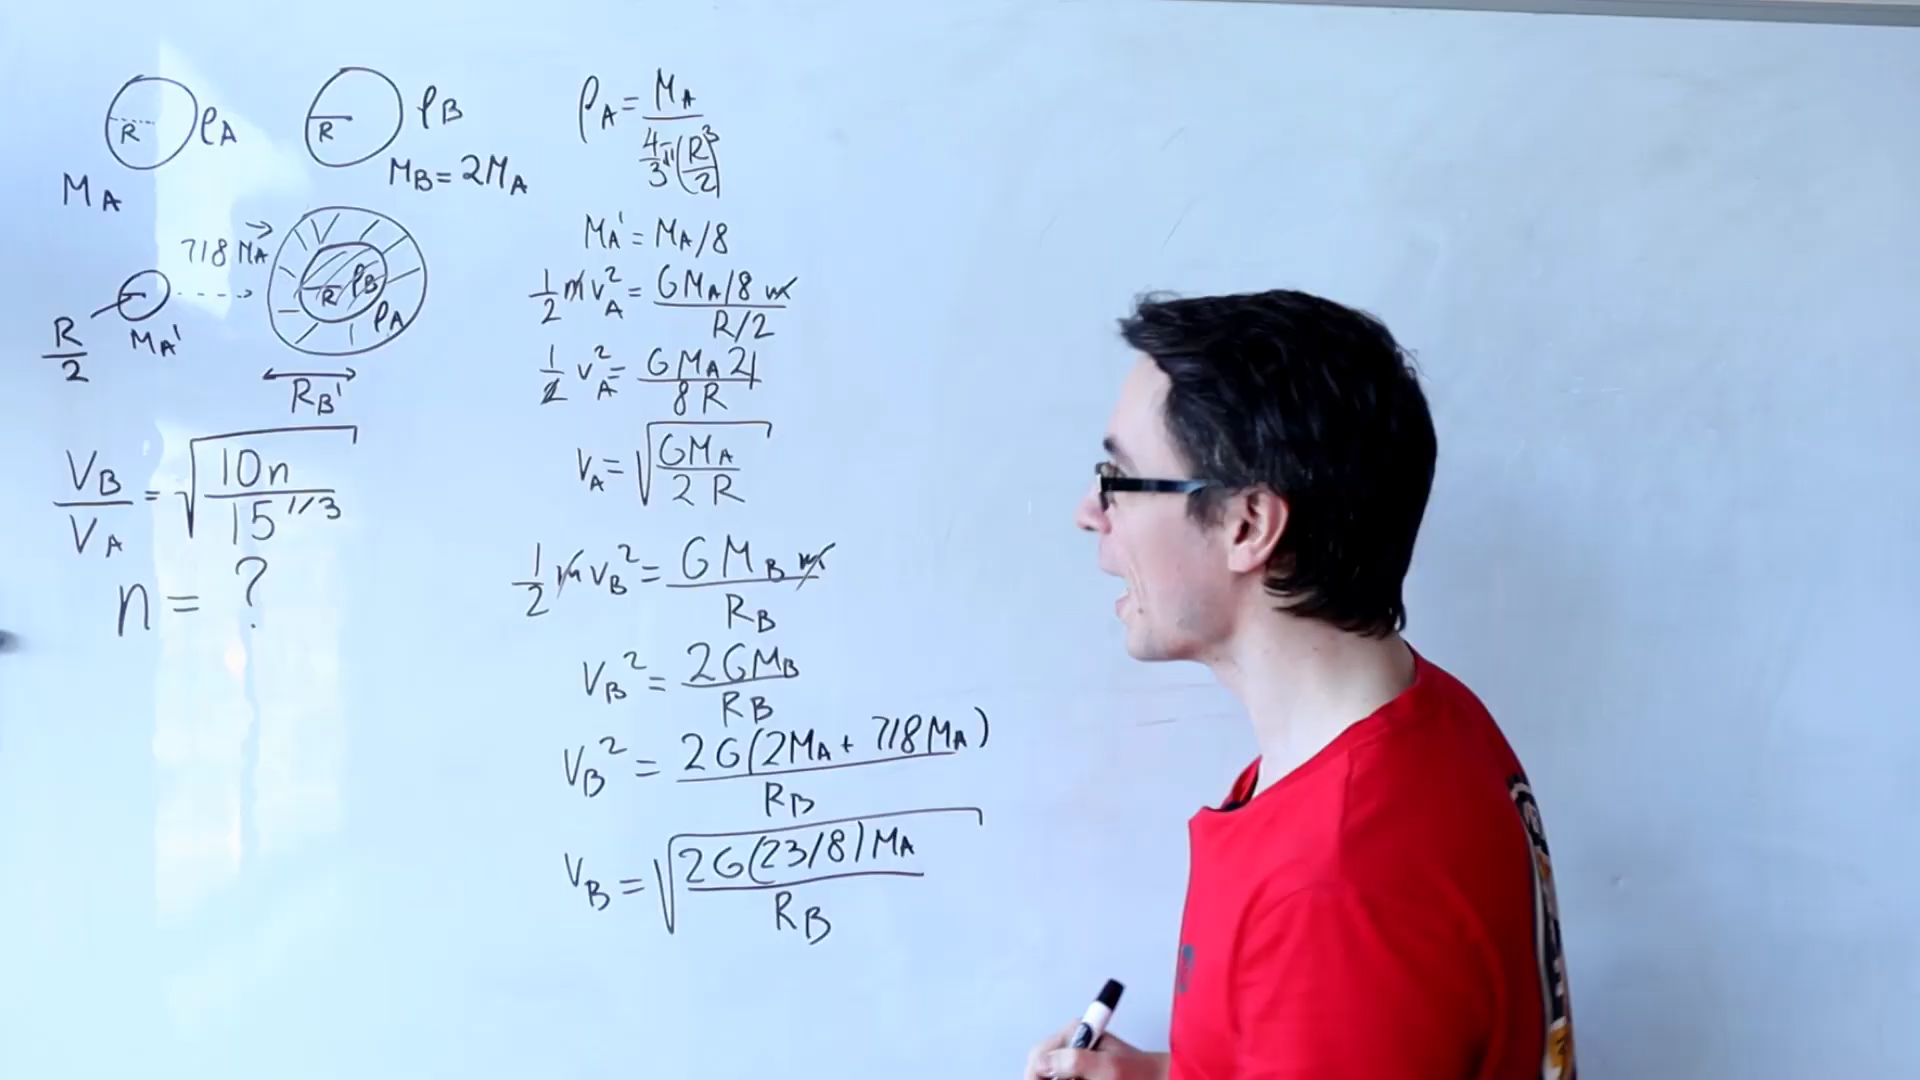 R ρA
MA
R ρB
MB = 2MA
7/8 MA
R ρB
ρA
R/2
MA'
RB'
VB/VA = √(10n/15^1/3)
n = ?
ρA = MA/(4/3 π(R/2)³)
MA' = MA/8
1/2 m vA² = GMA/8 m / R/2
1/2 vA² = GMA 2/8R
vA = √(GMA/2R)
1/2 m vB² = GMB m/RB
vB² = 2GMB/RB
vB² = 2G(2MA + 7/8 MA)/RB
vB = √(2G(23/8)MA/RB)